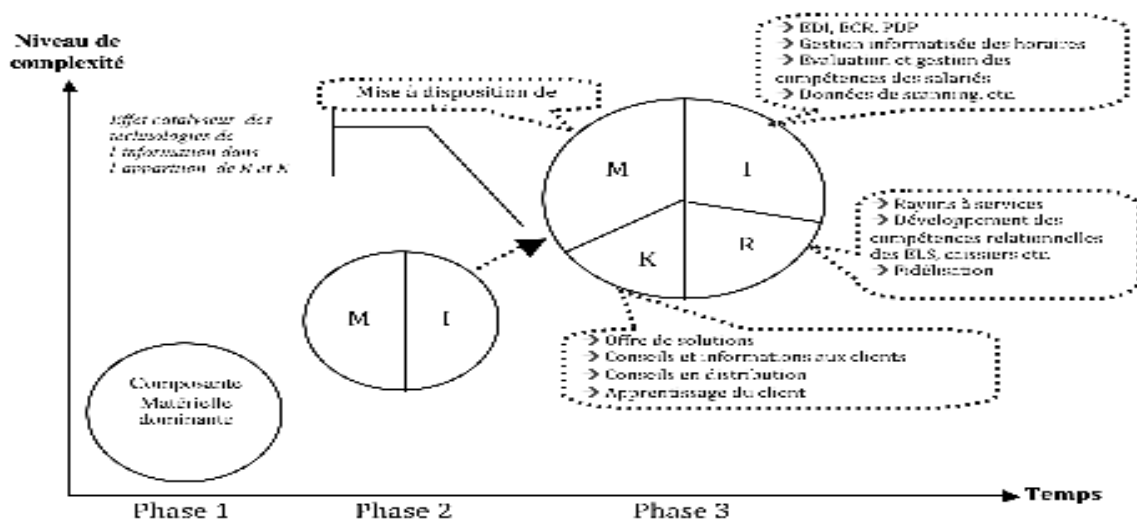 Niveau de
complexité
Effet catalyseur des
technologies de
l information dans
l apparition de R et K
Mise à disposition de
→ EDI, ECR, PDP
→ Gestion informatisée des horaires
→ Evaluation et gestion des
compétences des salariés
→ Données de scanning, etc.
M
I
R
K
→ Rayons à services
→ Développement des
compétences relationnelles
des ELS, caissiers etc.
→ Fidélisation
→ Offre de solutions
→ Conseils et informations aux clients
→ Conseils en distribution
→ Apprentissage du client
M
I
Composante
Matérielle
dominante
Temps
Phase 1
Phase 2
Phase 3